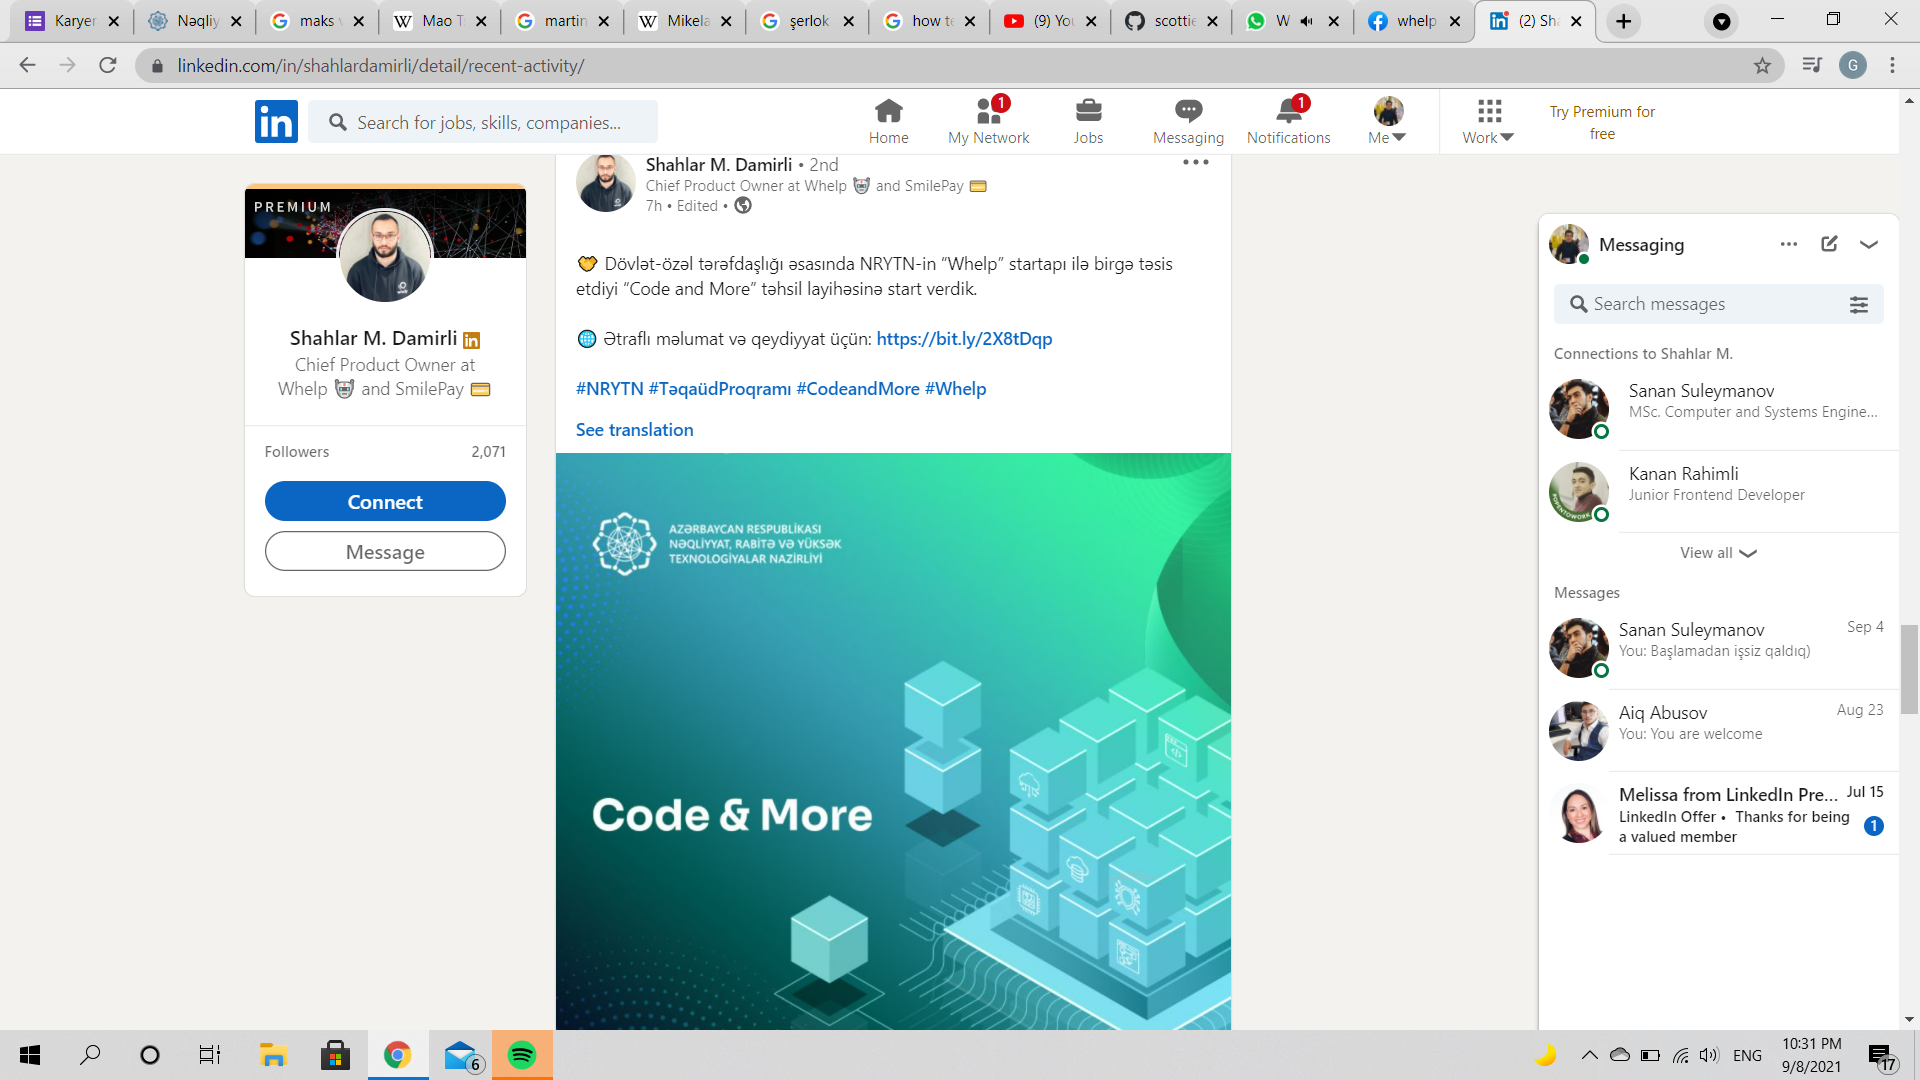 Karyer
Nəqliy
maks v
Mao T
martin
Mikela
şerlok
how te
(9) You
scottie
W
whelp
(2) Sha
linkedin.com/in/shahlardamirli/detail/recent-activity/
G
in
Search for jobs, skills, companies...
Home
1
My Network
Jobs
Messaging
1
Notifications
Me
Work
Try Premium for
free
PREMIUM
Shahlar M. Damirli in
Chief Product Owner at
Whelp 🤖 and SmilePay 💳
Followers 2,071
Connect
Message
Shahlar M. Damirli • 2nd
Chief Product Owner at Whelp 🤖 and SmilePay 💳
7h • Edited •
🤝 Dövlət-özəl tərəfdaşlığı əsasında NRYTN-in “Whelp” startapı ilə birgə təsis
etdiyi “Code and More” təhsil layihəsinə start verdik.
🌐 Ətraflı məlumat və qeydiyyat üçün: https://bit.ly/2X8tDqp
#NRYTN #TəqaüdProqramı #CodeandMore #Whelp
See translation
AZƏRBAYCAN RESPUBLİKASI
NƏQLİYYAT, RABİTƏ VƏ YÜKSƏK
TEXNOLOGİYALAR NAZİRLİYİ
Code & More
Messaging
Search messages
Connections to Shahlar M.
Sanan Suleymanov
MSc. Computer and Systems Engine...
Kanan Rahimli
Junior Frontend Developer
View all
Messages
Sanan Suleymanov Sep 4
You: Başlamadan işsiz qaldıq)
Aiq Abusov Aug 23
You: You are welcome
Melissa from LinkedIn Pre... Jul 15
LinkedIn Offer • Thanks for being
a valued member
1
6
ENG
10:31 PM
9/8/2021
17